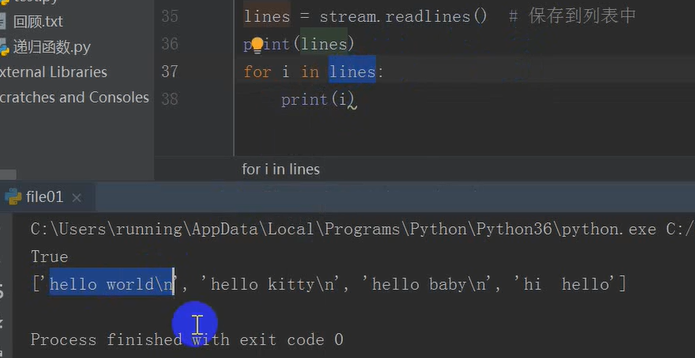 test.py
回顾.txt
递归函数.py
xternal Libraries
cratches and Consoles
35
36
37
38
lines = stream.readlines()  # 保存到列表中
print(lines)
for i in lines:
print(i)
for i in lines
file01
C:\Users\running\AppData\Local\Programs\Python\Python36\python.exe C:/
True
['hello world\n', 'hello kitty\n', 'hello baby\n', 'hi  hello']
Process finished with exit code 0